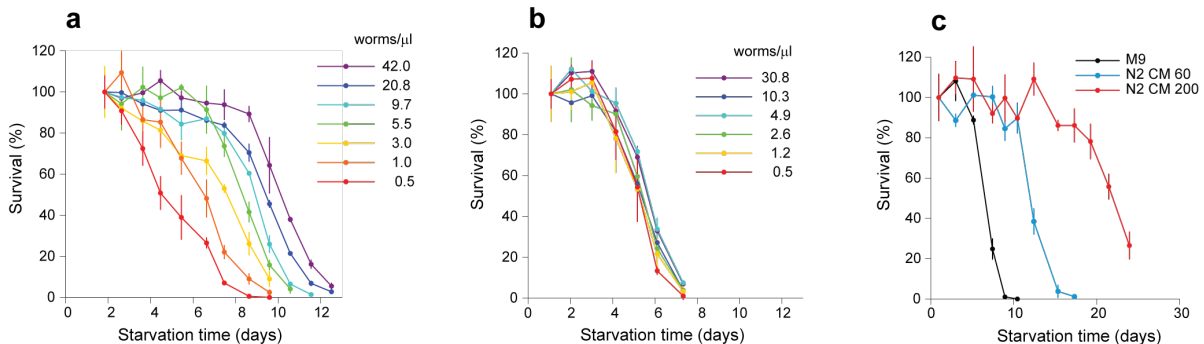 a
worms/µl
42.0
20.8
9.7
5.5
3.0
1.0
0.5
Survival (%)
120
100
80
60
40
20
0
0 2 4 6 8 10 12
Starvation time (days)
b
worms/µl
30.8
10.3
4.9
2.6
1.2
0.5
Survival (%)
120
100
80
60
40
20
0
0 2 4 6 8 10 12
Starvation time (days)
c
M9
N2 CM 60
N2 CM 200
Survival (%)
120
100
80
60
40
20
0
0 10 20 30
Starvation time (days)